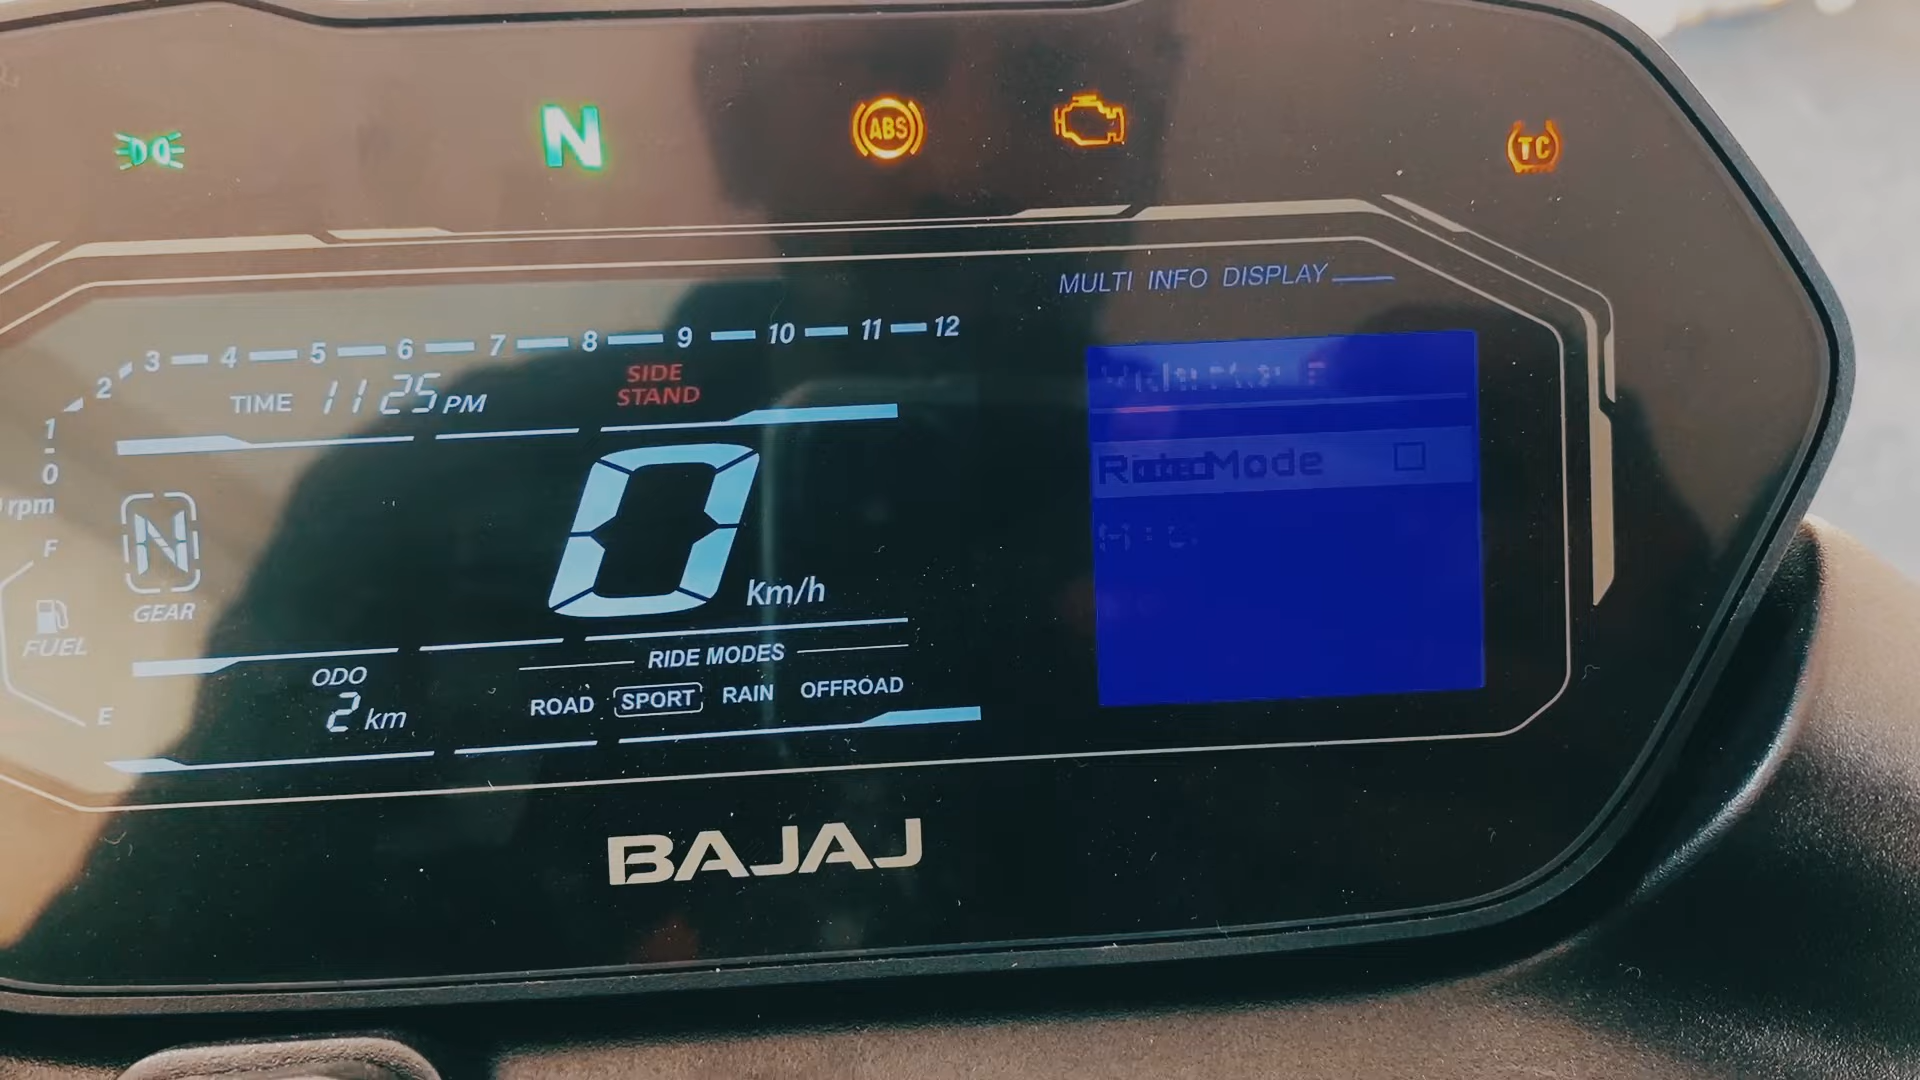 N
ABS
TC
MULTI INFO DISPLAY
2 3 4 5 6 7 8 9 10 11 12
TIME 11 25 PM
SIDE
STAND
1
0
rpm
F
N
GEAR
FUEL
E
0 Km/h
Mode
ODO
2 km
RIDE MODES
ROAD SPORT RAIN OFFROAD
BAJAJ